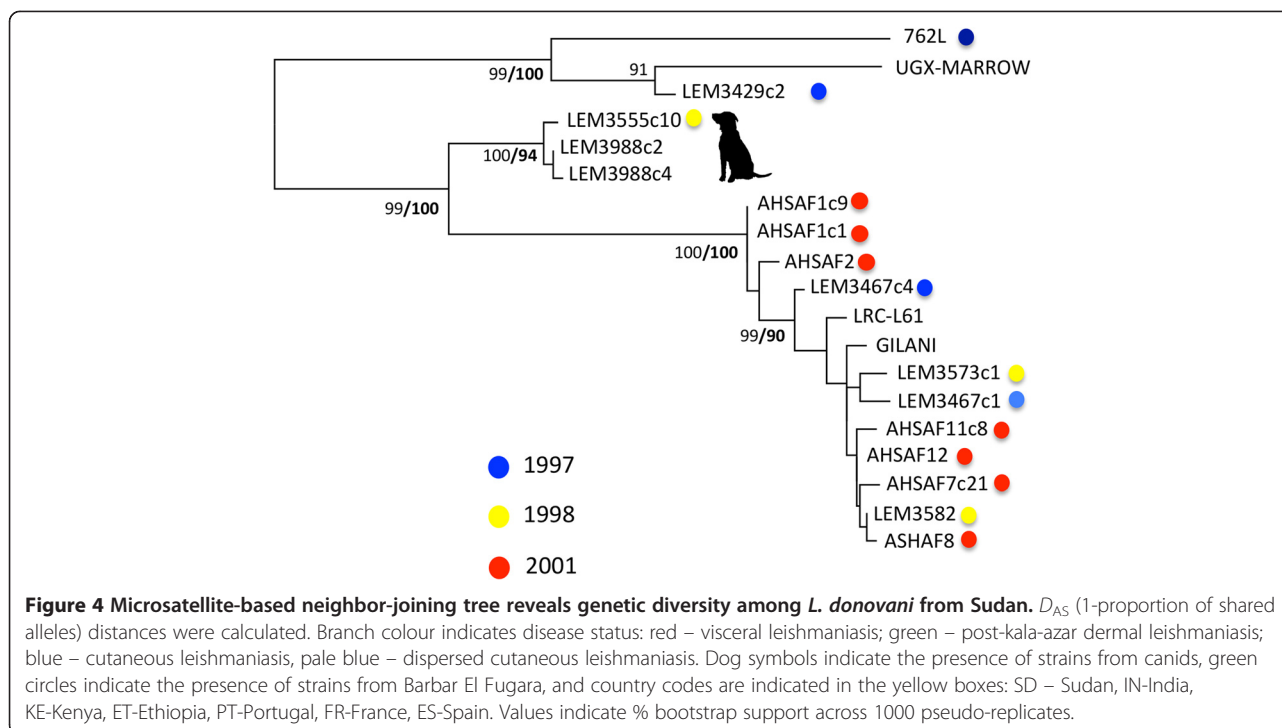 762L
UGX-MARROW
91
99/100
LEM3429c2
LEM3555c10
LEM3988c2
100/94
LEM3988c4
99/100
AHSAF1c9
AHSAF1c1
100/100
AHSAF2
LEM3467c4
LRC-L61
99/90
GILANI
LEM3573c1
LEM3467c1
AHSAF11c8
AHSAF12
AHSAF7c21
LEM3582
ASHAF8
1997
1998
2001
Figure 4 Microsatellite-based neighbor-joining tree reveals genetic diversity among L. donovani from Sudan. DAS (1-proportion of shared
alleles) distances were calculated. Branch colour indicates disease status: red – visceral leishmaniasis; green – post-kala-azar dermal leishmaniasis;
blue – cutaneous leishmaniasis, pale blue – dispersed cutaneous leishmaniasis. Dog symbols indicate the presence of strains from canids, green
circles indicate the presence of strains from Barbar El Fugara, and country codes are indicated in the yellow boxes: SD – Sudan, IN-India,
KE-Kenya, ET-Ethiopia, PT-Portugal, FR-France, ES-Spain. Values indicate % bootstrap support across 1000 pseudo-replicates.